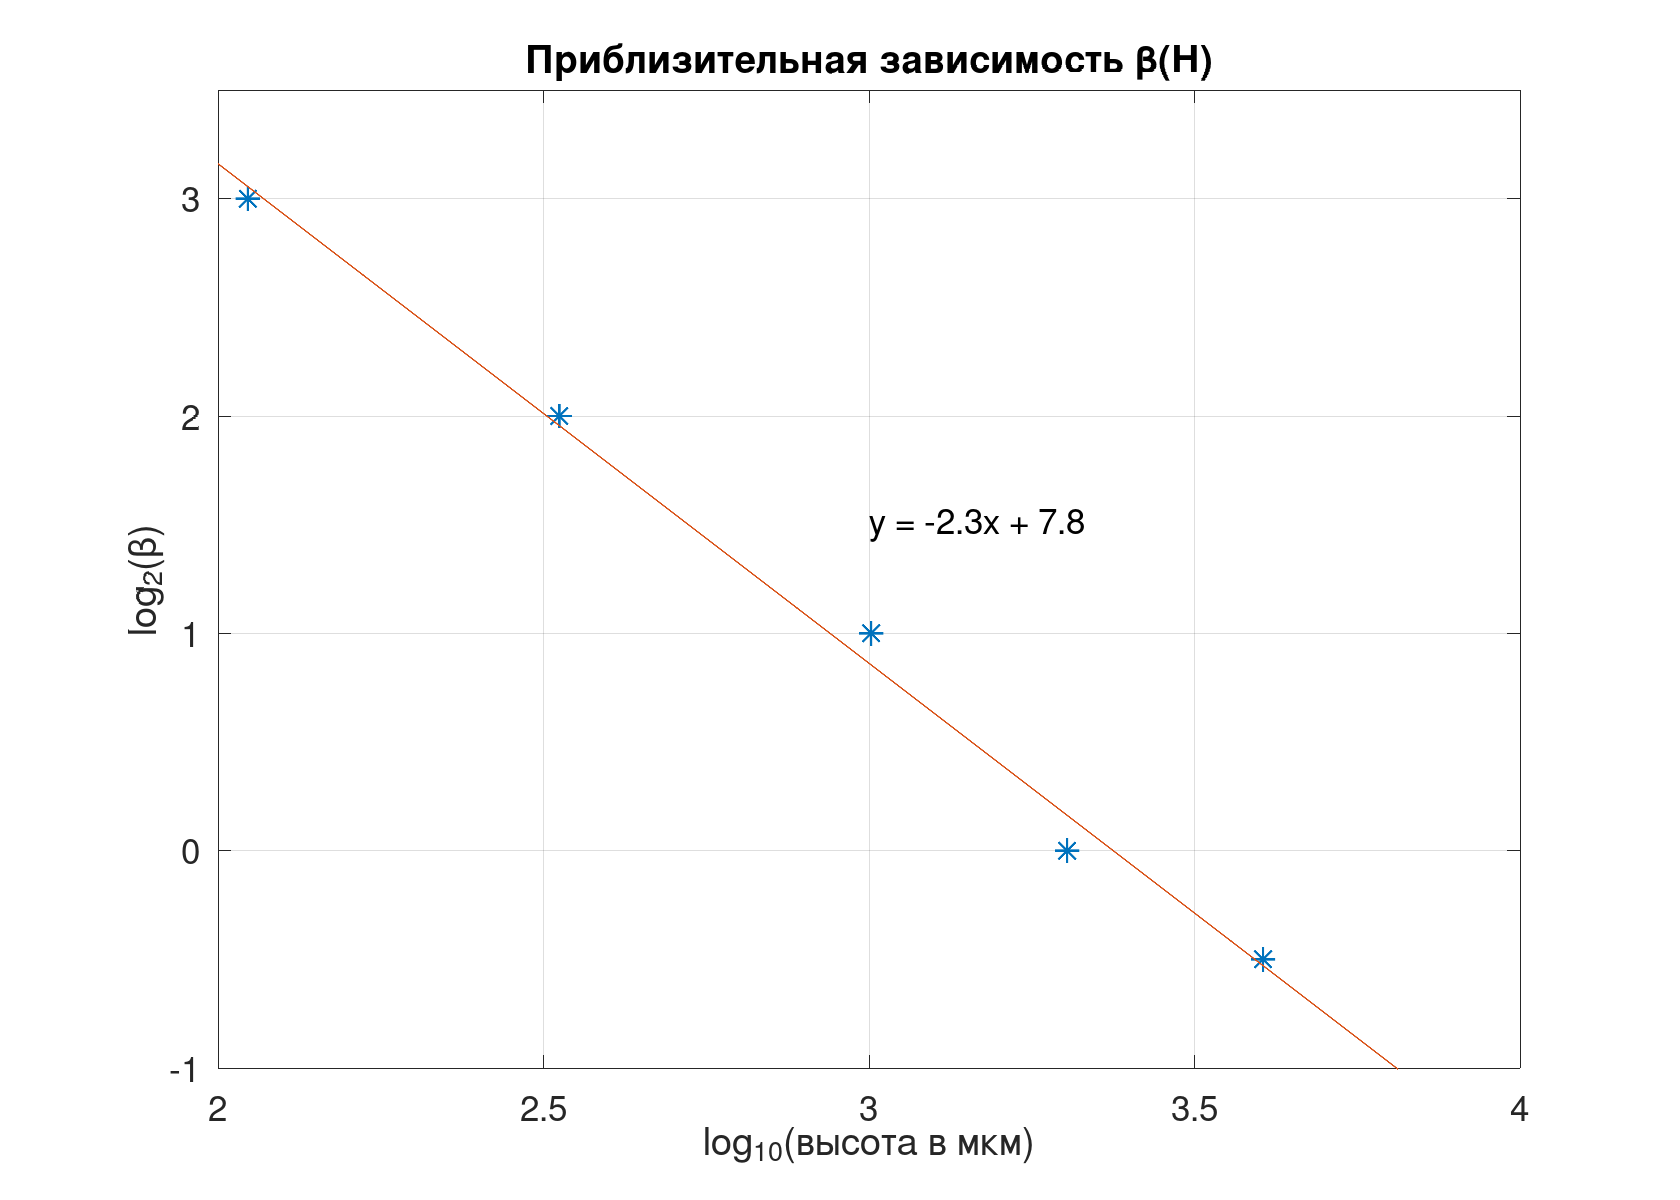 Приблизительная зависимость β(H)
3
2
1
0
-1
log₂(β)
y = -2.3x + 7.8
2
2.5
3
3.5
4
log₁₀(высота в мкм)